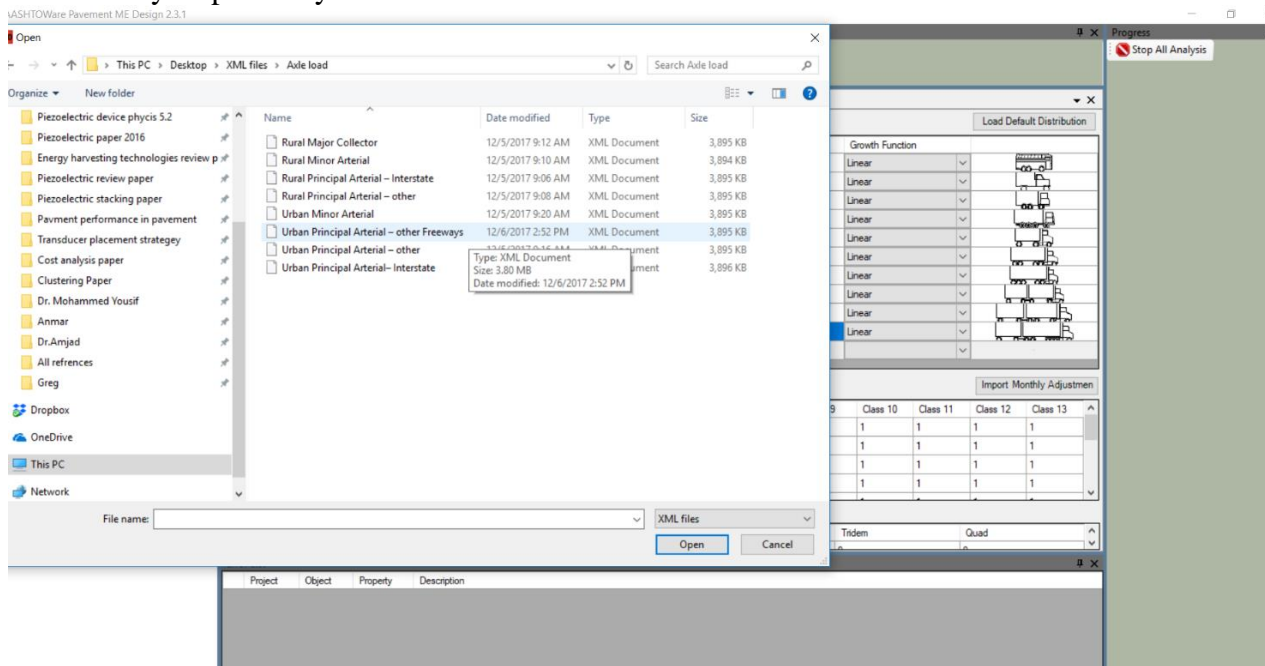 AASHTOWare Pavement ME Design 2.3.1
Open
Progress
Stop All Analysis
This PC > Desktop > XML files > Axle load
Search Axle load
Organize
New folder
Load Default Distribution
Name Date modified Type Size
Growth Function
Piezoelectric device phycis 5.2
Piezoelectric paper 2016
Energy harvesting technologies review p
Piezoelectric review paper
Piezoelectric stacking paper
Pavment performance in pavement
Transducer placement strategey
Cost analysis paper
Clustering Paper
Dr. Mohammed Yousif
Anmar
Dr.Amjad
All refrences
Greg
Dropbox
OneDrive
This PC
Network
Rural Major Collector 12/5/2017 9:12 AM XML Document 3,895 KB
Rural Minor Arterial 12/5/2017 9:10 AM XML Document 3,894 KB
Rural Principal Arterial – Interstate 12/5/2017 9:06 AM XML Document 3,895 KB
Rural Principal Arterial – other 12/5/2017 9:08 AM XML Document 3,895 KB
Urban Minor Arterial 12/5/2017 9:20 AM XML Document 3,895 KB
Urban Principal Arterial – other Freeways 12/6/2017 2:52 PM XML Document 3,895 KB
Urban Principal Arterial – other 3,895 KB
Urban Principal Arterial– Interstate 3,896 KB
Type: XML Document
Size: 3.80 MB
Date modified: 12/6/2017 2:52 PM
Linear
Linear
Linear
Linear
Linear
Linear
Linear
Linear
Linear
Linear
Import Monthly Adjustmen
9 Class 10 Class 11 Class 12 Class 13
1 1 1 1
1 1 1 1
1 1 1 1
1 1 1 1
File name:
XML files
Open
Cancel
Tridem Quad
Project Object Property Description